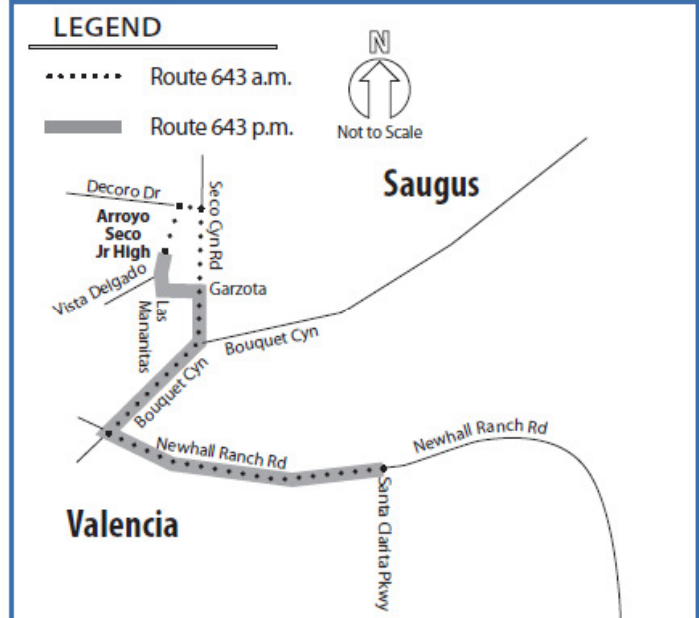 LEGEND
Route 643 a.m.
Route 643 p.m.
N
Not to Scale
Saugus
Decoro Dr
Seco Cyn Rd
Arroyo
Seco
Jr High
Vista Delgado
Las
Mananitas
Garzota
Bouquet Cyn
Bouquet Cyn
Newhall Ranch Rd
Newhall Ranch Rd
Santa Clarita Pkwy
Valencia